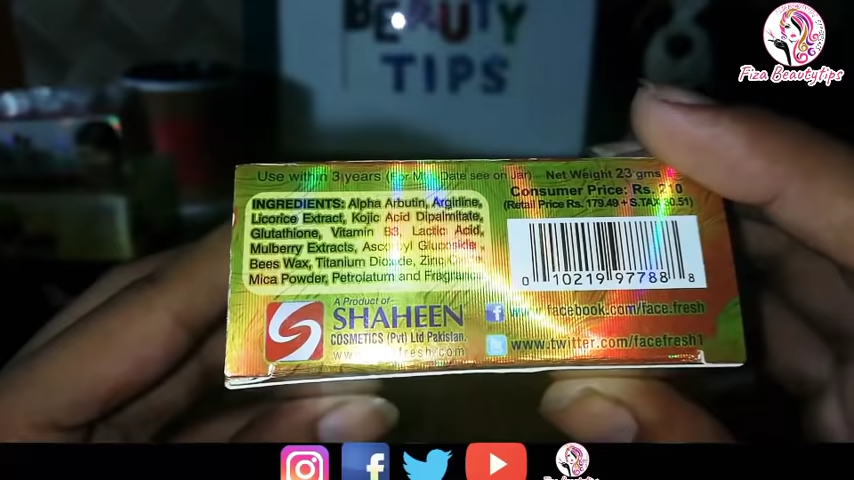 BEAUTY
TIPS
Fiza Beautytips
Use within 3 years (For Mfg Date see on Jar) Net Weight 23 gms
Consumer Price: Rs. 210
(Retail Price Rs. 179.49 + S.TAX 30.51)
INGREDIENTS: Alpha Arbutin, Argirline,
Licorice Extract, Kojic Acid Dipalmitate,
Glutathione, Vitamin B3, Lactic Acid,
Mulberry Extracts, Ascorbyl Glucoside,
Bees Wax, Titanium Dioxide, Zinc
Mica Powder, Petrolatum and Fragrance
0 10219 97788 8
A Product of
SHAHEEN
COSMETICS (Pvt) Ltd Pakistan.
www.facebook.com/face.fresh
www.twitter.com/facefresh1